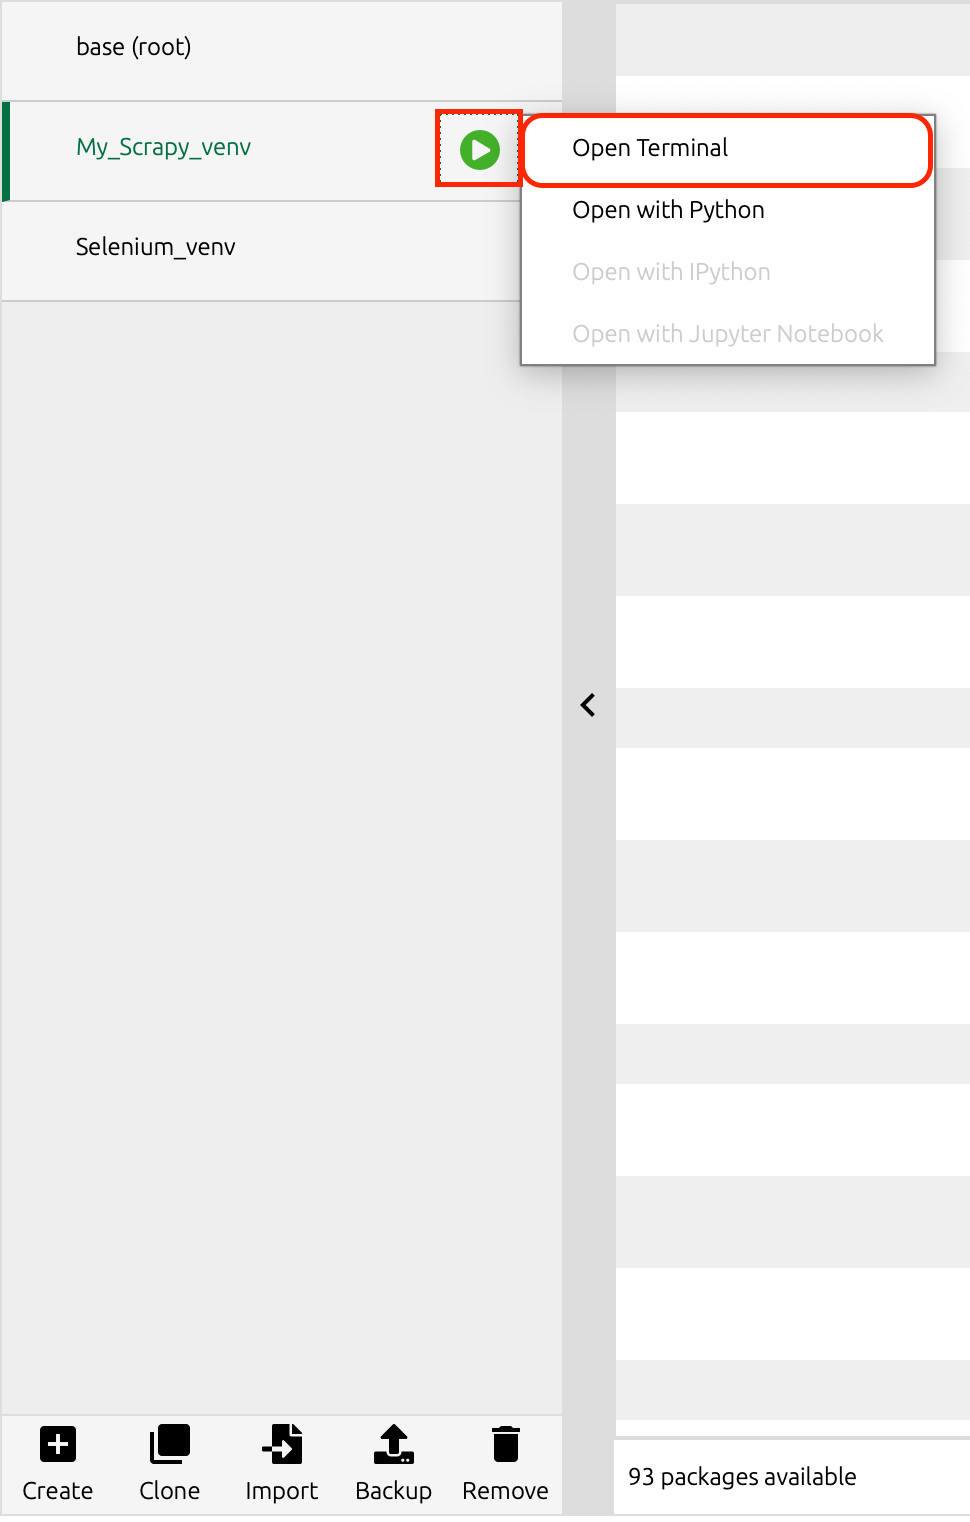 base (root)
My_Scrapy_venv
Selenium_venv
Open Terminal
Open with Python
Open with IPython
Open with Jupyter Notebook
Create
Clone
Import
Backup
Remove
93 packages available